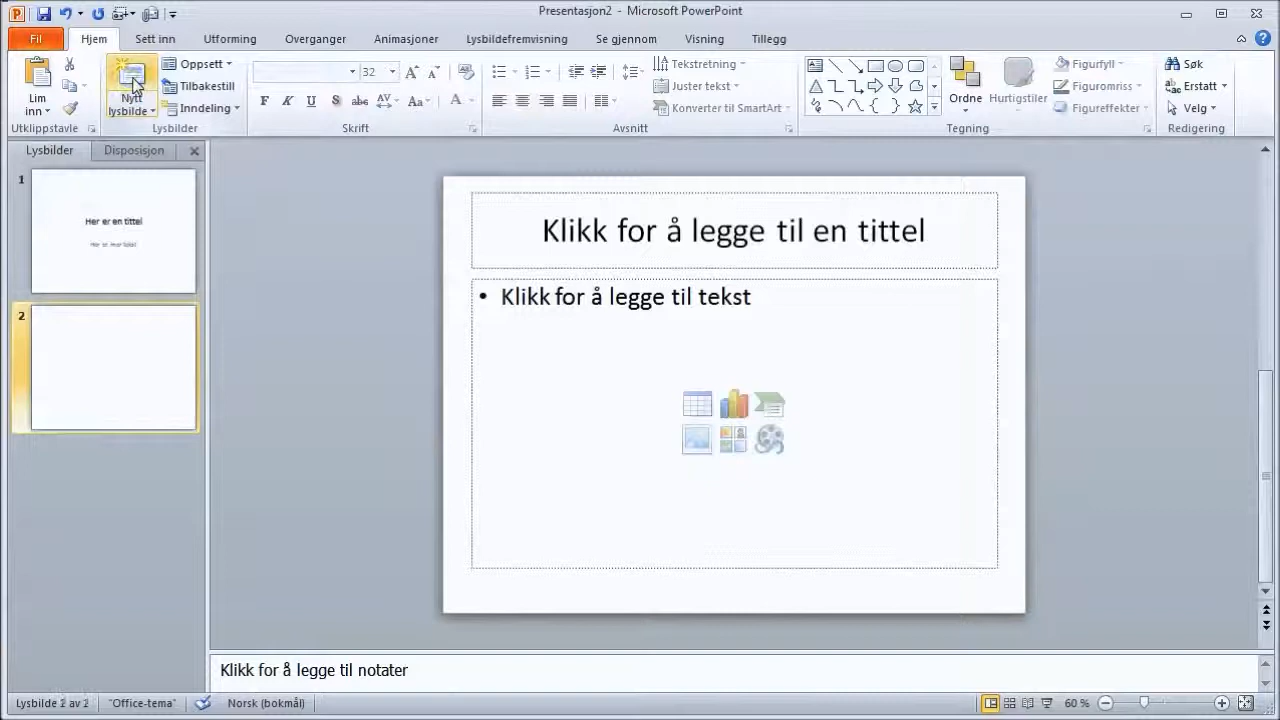 Presentasjon2 - Microsoft PowerPoint
Fil Hjem Sett inn Utforming Overganger Animasjoner Lysbildefremvisning Se gjennom Visning Tillegg
Lim inn
Utklippstavle
Nytt lysbilde
Oppsett
Tilbakestill
Inndeling
Lysbilder
32
F K U S abc AV Aa A
Skrift
Tekstretning
Juster tekst
Konverter til SmartArt
Avsnitt
Ordne
Hurtigstiler
Figurfyll
Figuromriss
Figureffekter
Tegning
Søk
Erstatt
Velg
Redigering
Lysbilder Disposisjon
1
Her er en tittel
2
Klikk for å legge til en tittel
• Klikk for å legge til tekst
Klikk for å legge til notater
Lysbilde 2 av 2 "Office-tema" Norsk (bokmål) 60 %